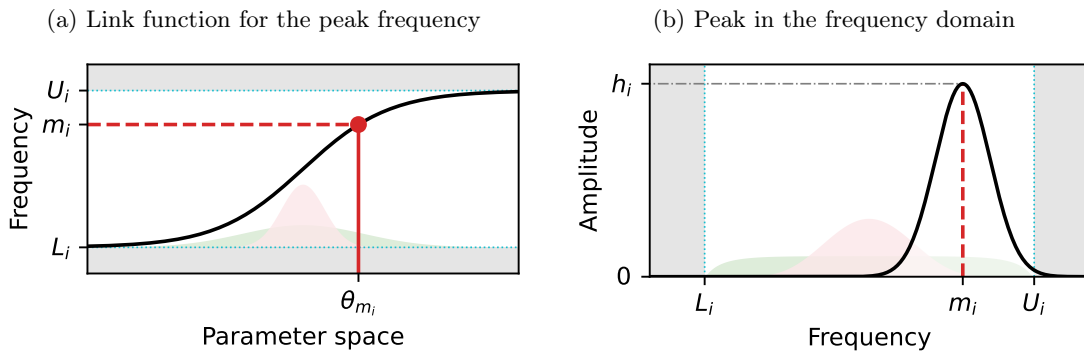 (a) Link function for the peak frequency
Frequency
U_i
m_i
L_i
θ_{m_i}
Parameter space
(b) Peak in the frequency domain
Amplitude
h_i
0
L_i
m_i
U_i
Frequency